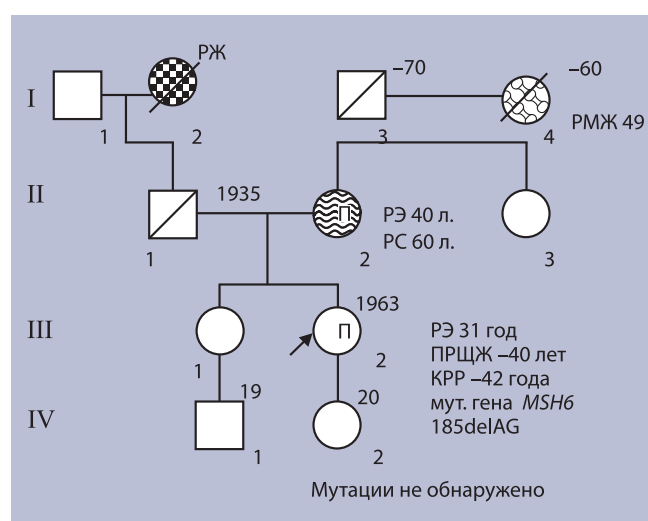 РЖ
–70
–60
I
1
2
3
4
РМЖ 49
II
1935
П
РЭ 40 л.
РС 60 л.
1
2
3
1963
III
П
РЭ 31 год
ПРЩЖ –40 лет
КРР –42 года
мут. гена MSH6
185delAG
1
2
19
20
IV
1
2
Мутации не обнаружено